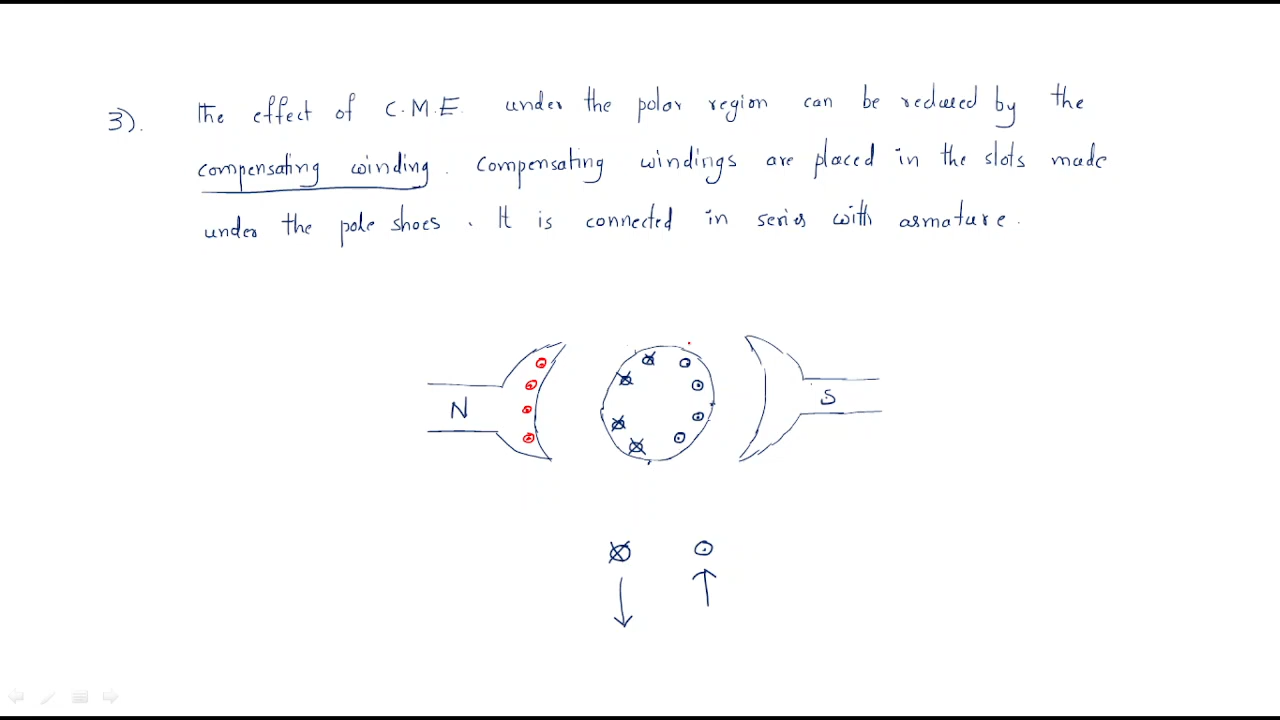 3). The effect of C.M.E. under the polar region can be reduced by the
compensating winding. Compensating windings are placed in the slots made
under the pole shoes. It is connected in series with armature.
N S